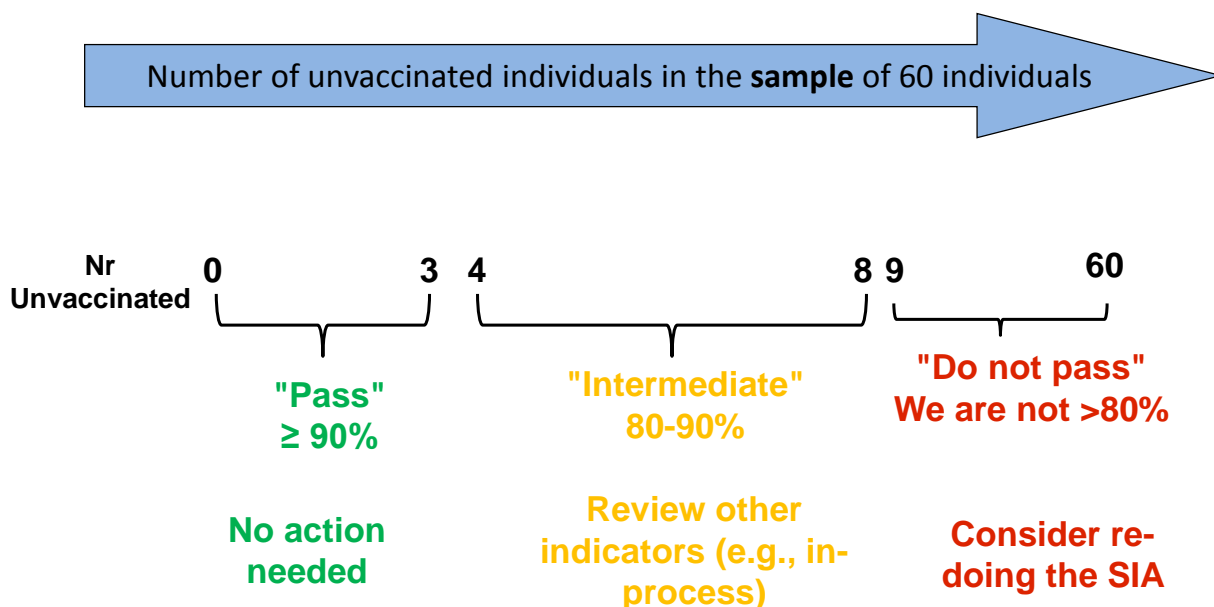 Number of unvaccinated individuals in the sample of 60 individuals
Nr
Unvaccinated
0
3
4
8
9
60
"Pass"
≥ 90%
"Intermediate"
80-90%
"Do not pass"
We are not >80%
No action
needed
Review other
indicators (e.g., in-
process)
Consider re-
doing the SIA